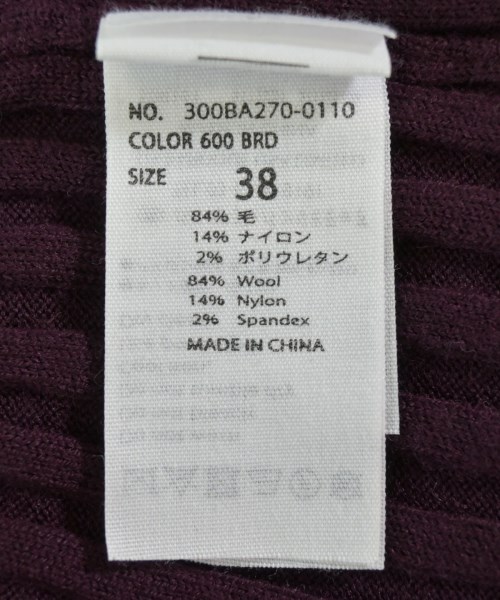 NO. 300BA270-0110
COLOR 600 BRD
SIZE 38
84% 毛
14% ナイロン
2% ポリウレタン
84% Wool
14% Nylon
2% Spandex
MADE IN CHINA